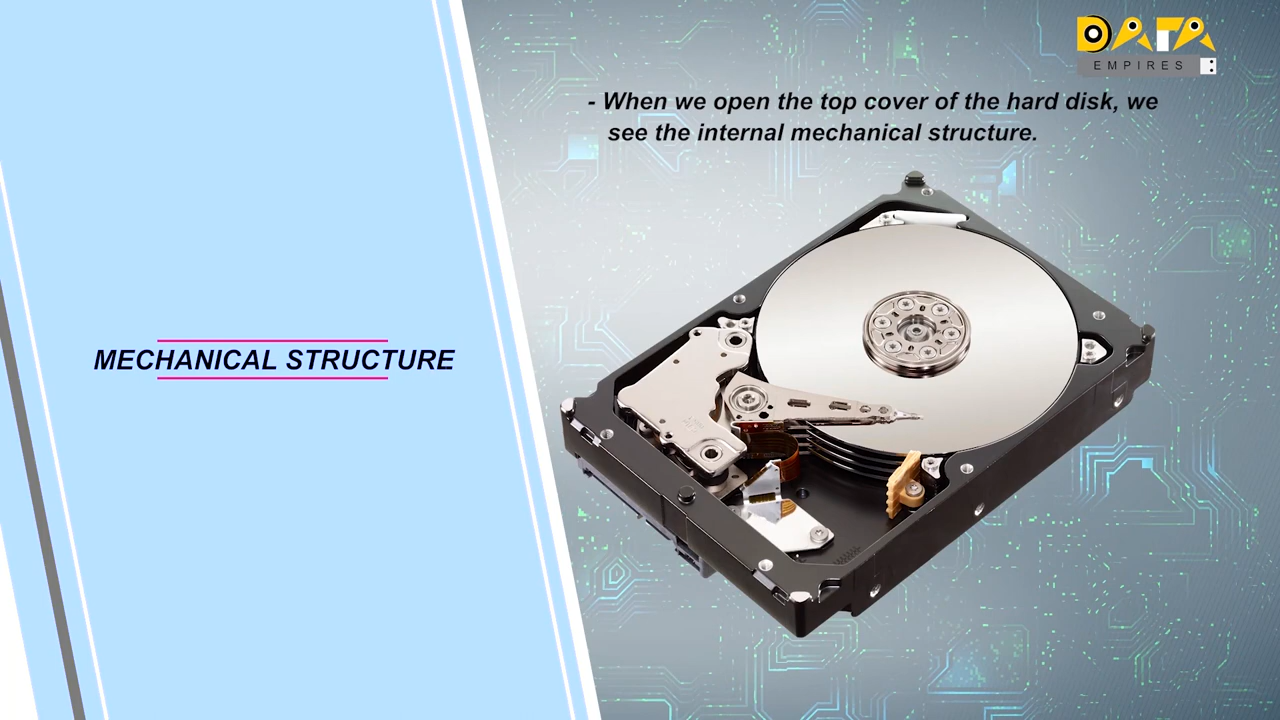 DATA
EMPIRES
- When we open the top cover of the hard disk, we
see the internal mechanical structure.
MECHANICAL STRUCTURE